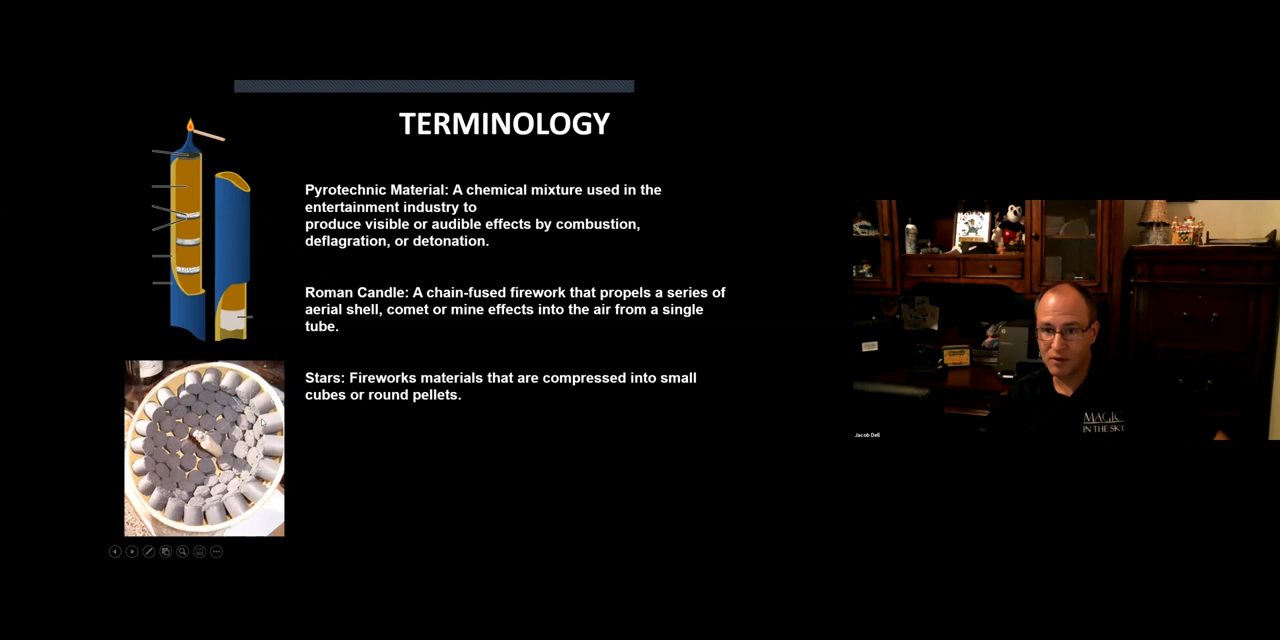 TERMINOLOGY
Pyrotechnic Material: A chemical mixture used in the
entertainment industry to
produce visible or audible effects by combustion,
deflagration, or detonation.
Roman Candle: A chain-fused firework that propels a series of
aerial shell, comet or mine effects into the air from a single
tube.
Stars: Fireworks materials that are compressed into small
cubes or round pellets.
MAGIC
IN THE SKY
Jacob Dell